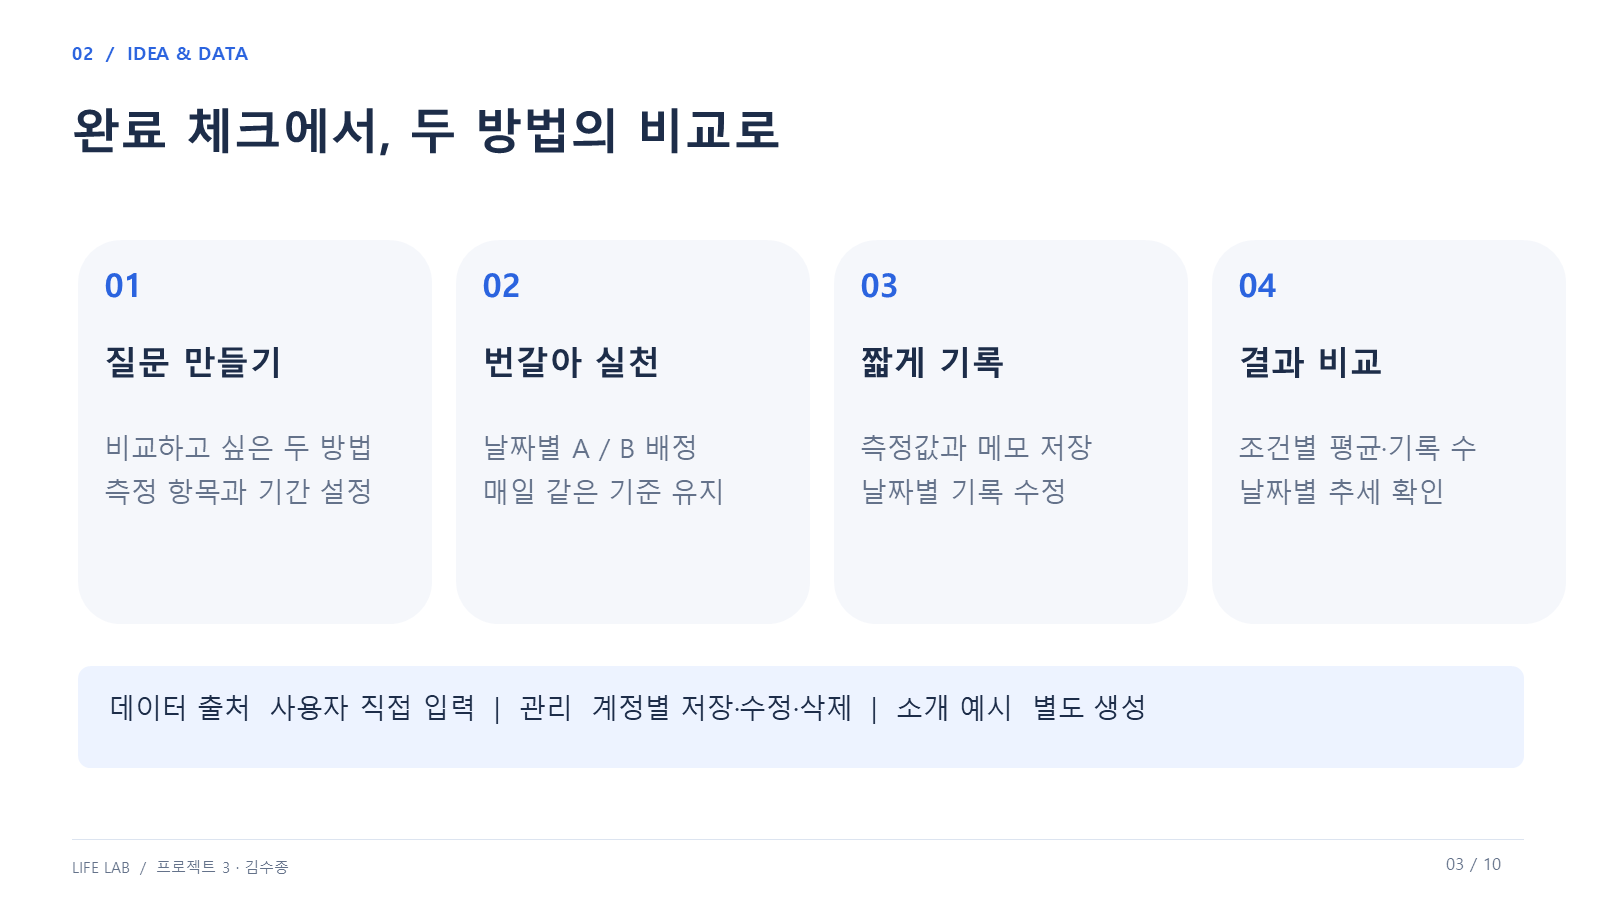 02 / IDEA & DATA
완료 체크에서, 두 방법의 비교로
01
질문 만들기
비교하고 싶은 두 방법
측정 항목과 기간 설정
02
번갈아 실천
날짜별 A / B 배정
매일 같은 기준 유지
03
짧게 기록
측정값과 메모 저장
날짜별 기록 수정
04
결과 비교
조건별 평균·기록 수
날짜별 추세 확인
데이터 출처 사용자 직접 입력 | 관리 계정별 저장·수정·삭제 | 소개 예시 별도 생성
LIFE LAB / 프로젝트 3 · 김수종
03 / 10